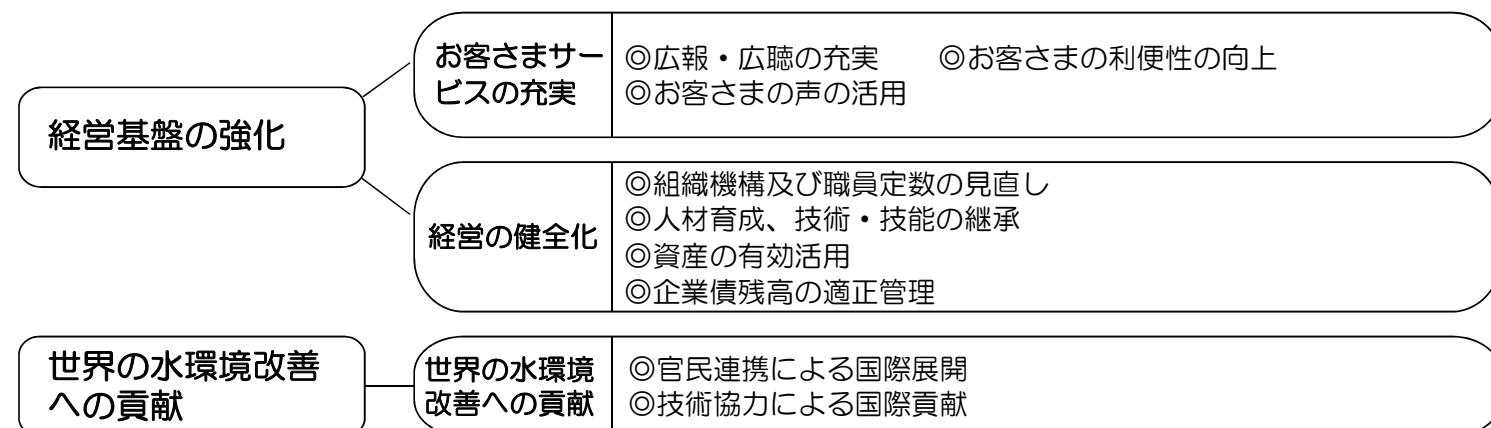 経営基盤の強化
お客さまサー
ビスの充実
◎広報・広聴の充実　　◎お客さまの利便性の向上
◎お客さまの声の活用
経営の健全化
◎組織機構及び職員定数の見直し
◎人材育成、技術・技能の継承
◎資産の有効活用
◎企業債残高の適正管理
世界の水環境改善
への貢献
世界の水環境
改善への貢献
◎官民連携による国際展開
◎技術協力による国際貢献